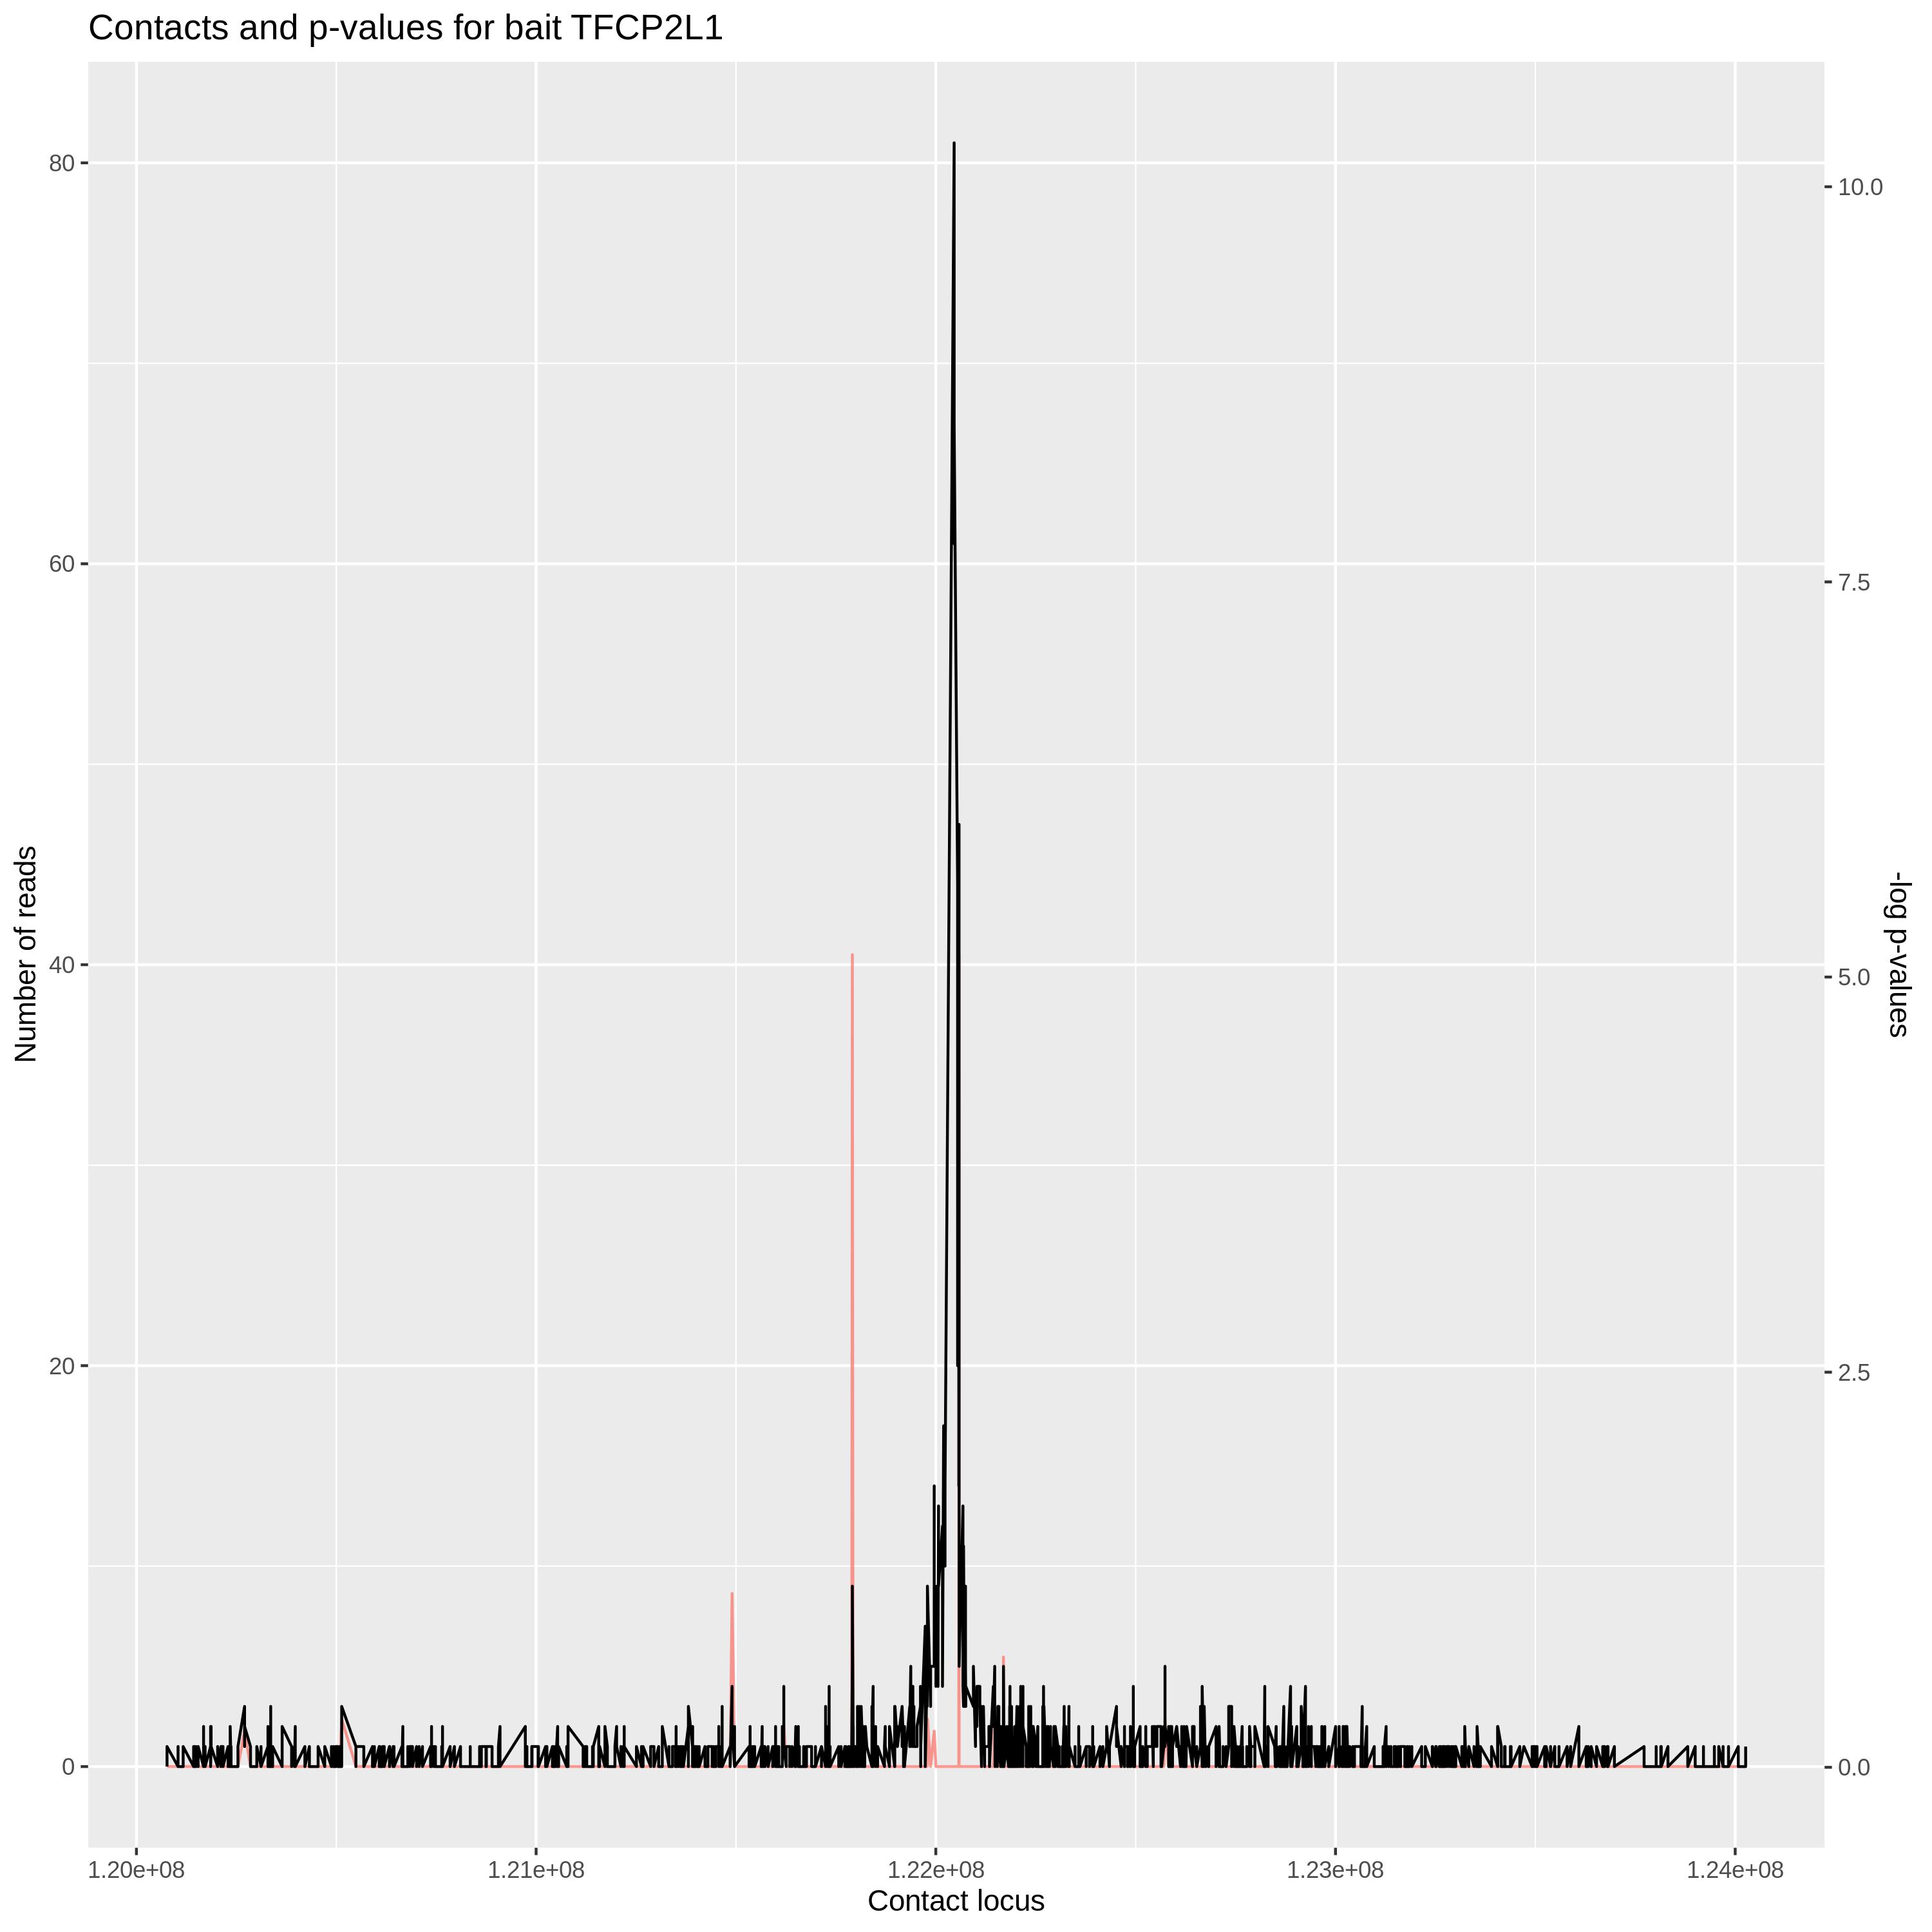 Contacts and p-values for bait TFCP2L1
80
60
40
20
0
Number of reads
10.0
7.5
5.0
2.5
0.0
-log p-values
1.20e+08 1.21e+08 1.22e+08 1.23e+08 1.24e+08
Contact locus